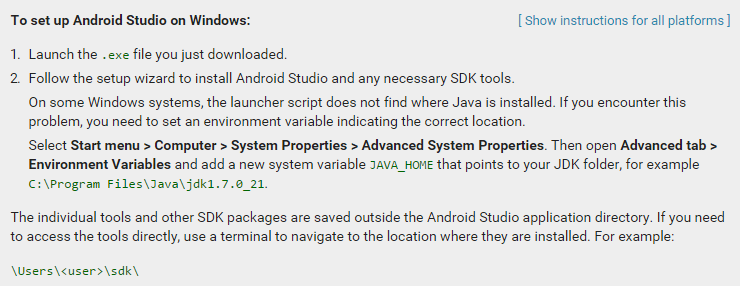 To set up Android Studio on Windows:
[ Show instructions for all platforms ]
1. Launch the .exe file you just downloaded.
2. Follow the setup wizard to install Android Studio and any necessary SDK tools.
On some Windows systems, the launcher script does not find where Java is installed. If you encounter this
problem, you need to set an environment variable indicating the correct location.
Select Start menu > Computer > System Properties > Advanced System Properties. Then open Advanced tab >
Environment Variables and add a new system variable JAVA_HOME that points to your JDK folder, for example
C:\Program Files\Java\jdk1.7.0_21.
The individual tools and other SDK packages are saved outside the Android Studio application directory. If you need
to access the tools directly, use a terminal to navigate to the location where they are installed. For example:
\Users\<user>\sdk\